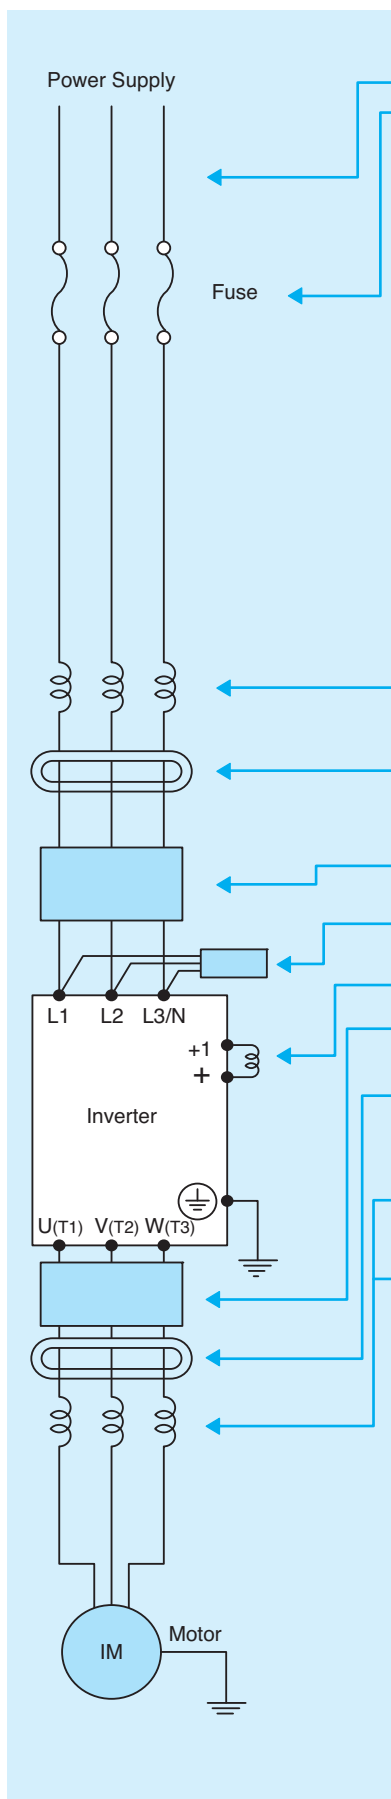 Power Supply
Fuse
L1 L2 L3/N
+1
+
Inverter
U(T1) V(T2) W(T3)
Motor
IM